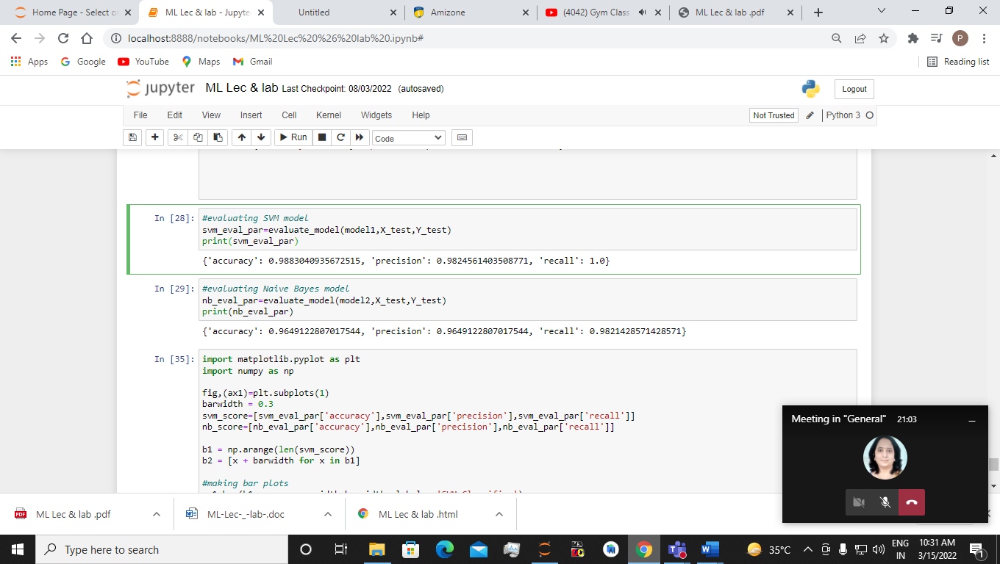 Home Page - Select o
ML Lec & lab - Jupyte
Untitled
Amizone
(4042) Gym Class
ML Lec & lab .pdf
localhost:8888/notebooks/ML%20Lec%20%26%20lab%20.ipynb#
P
Apps
Google
YouTube
Maps
Gmail
Reading list
jupyter ML Lec & lab Last Checkpoint: 08/03/2022 (autosaved)
Logout
File Edit View Insert Cell Kernel Widgets Help
Not Trusted
Python 3
Run
Code
In [28]: #evaluating SVM model
svm_eval_par=evaluate_model(model1,X_test,Y_test)
print(svm_eval_par)
{'accuracy': 0.9883040935672515, 'precision': 0.9824561403508771, 'recall': 1.0}
In [29]: #evaluating Naive Bayes model
nb_eval_par=evaluate_model(model2,X_test,Y_test)
print(nb_eval_par)
{'accuracy': 0.9649122807017544, 'precision': 0.9649122807017544, 'recall': 0.9821428571428571}
In [35]: import matplotlib.pyplot as plt
import numpy as np
fig,(ax1)=plt.subplots(1)
barwidth = 0.3
svm_score=[svm_eval_par['accuracy'],svm_eval_par['precision'],svm_eval_par['recall']]
nb_score=[nb_eval_par['accuracy'],nb_eval_par['precision'],nb_eval_par['recall']]
b1 = np.arange(len(svm_score))
b2 = [x + barwidth for x in b1]
#making bar plots
Meeting in "General" 21:03
ML Lec & lab .pdf
ML-Lec-_-lab-.doc
ML Lec & lab .html
Type here to search
35°C
ENG
IN
10:31 AM
3/15/2022
1